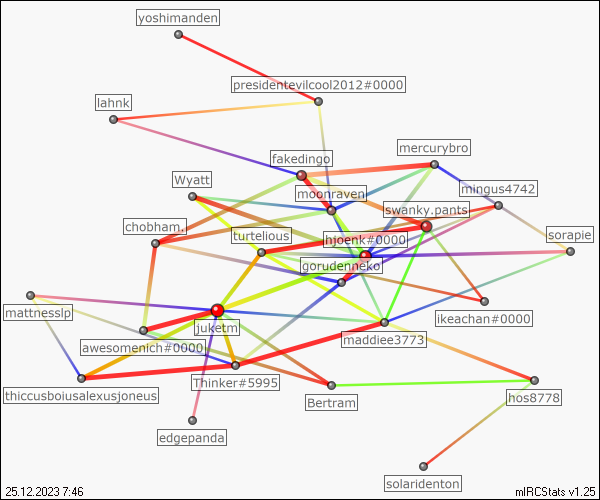 yoshimanden
presidentevilcool2012#0000
lahnk
mercurybro
fakedingo
Wyatt
mingus4742
moonraven
swanky.pants
chobham.
turtelious
hjoenk#0000
sorapie
gorudenneko
mattnesslp
ikeachan#0000
juketm
maddiee3773
awesomenich#0000
Thinker#5995
thiccusboiusalexusjoneus
hos8778
Bertram
edgepanda
solaridenton
25.12.2023 7:46
mIRCStats v1.25